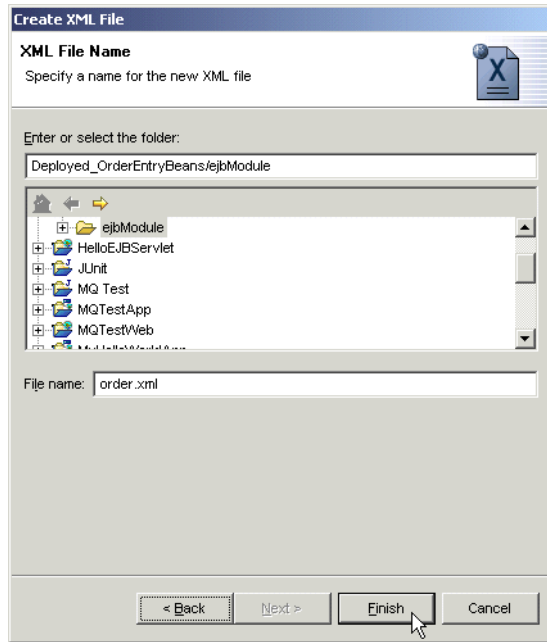 Create XML File
XML File Name
Specify a name for the new XML file
X
Enter or select the folder:
Deployed_OrderEntryBeans/ejbModule
ejbModule
HelloEJBServlet
JUnit
MQ Test
MQTestApp
MQTestWeb
File name: order.xml
< Back Next > Finish Cancel